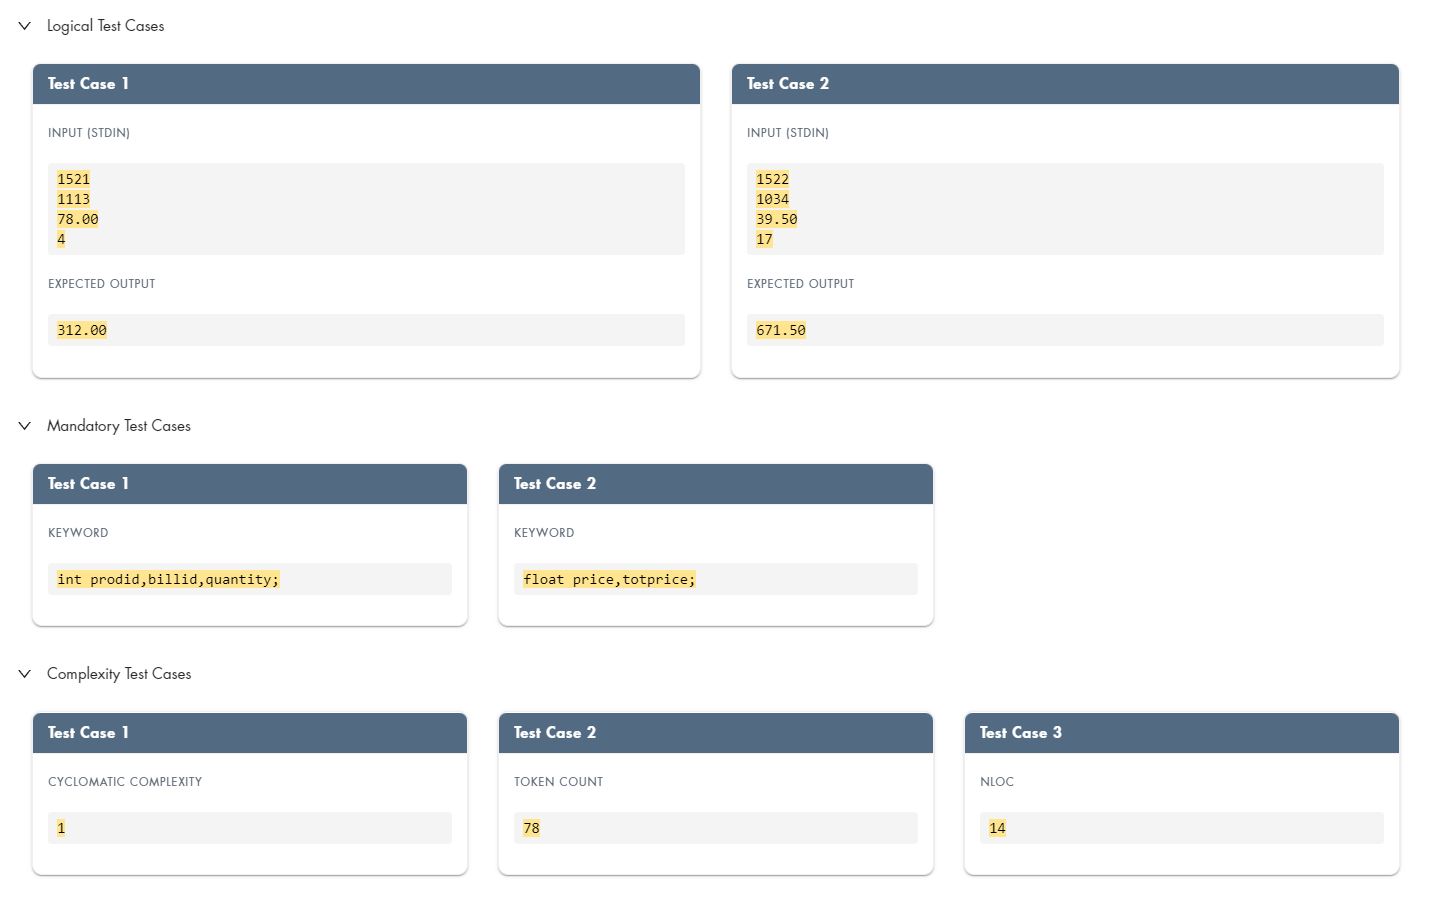 Logical Test Cases
Test Case 1
INPUT (STDIN)
1521
1113
78.00
4
EXPECTED OUTPUT
312.00
Test Case 2
INPUT (STDIN)
1522
1034
39.50
17
EXPECTED OUTPUT
671.50
Mandatory Test Cases
Test Case 1
KEYWORD
int prodid,billid,quantity;
Test Case 2
KEYWORD
float price,totprice;
Complexity Test Cases
Test Case 1
CYCLOMATIC COMPLEXITY
1
Test Case 2
TOKEN COUNT
78
Test Case 3
NLOC
14